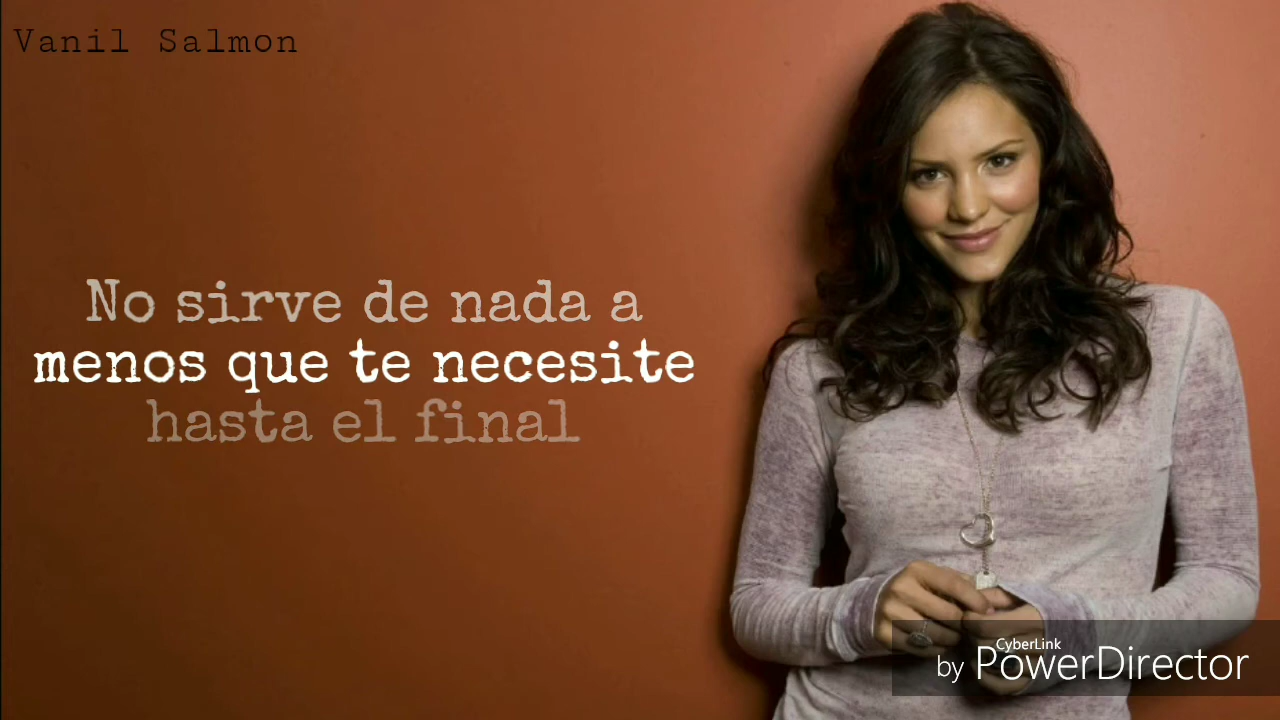 Vanil Salmon
No sirve de nada a
menos que te necesite
hasta el final
CyberLink
by PowerDirector